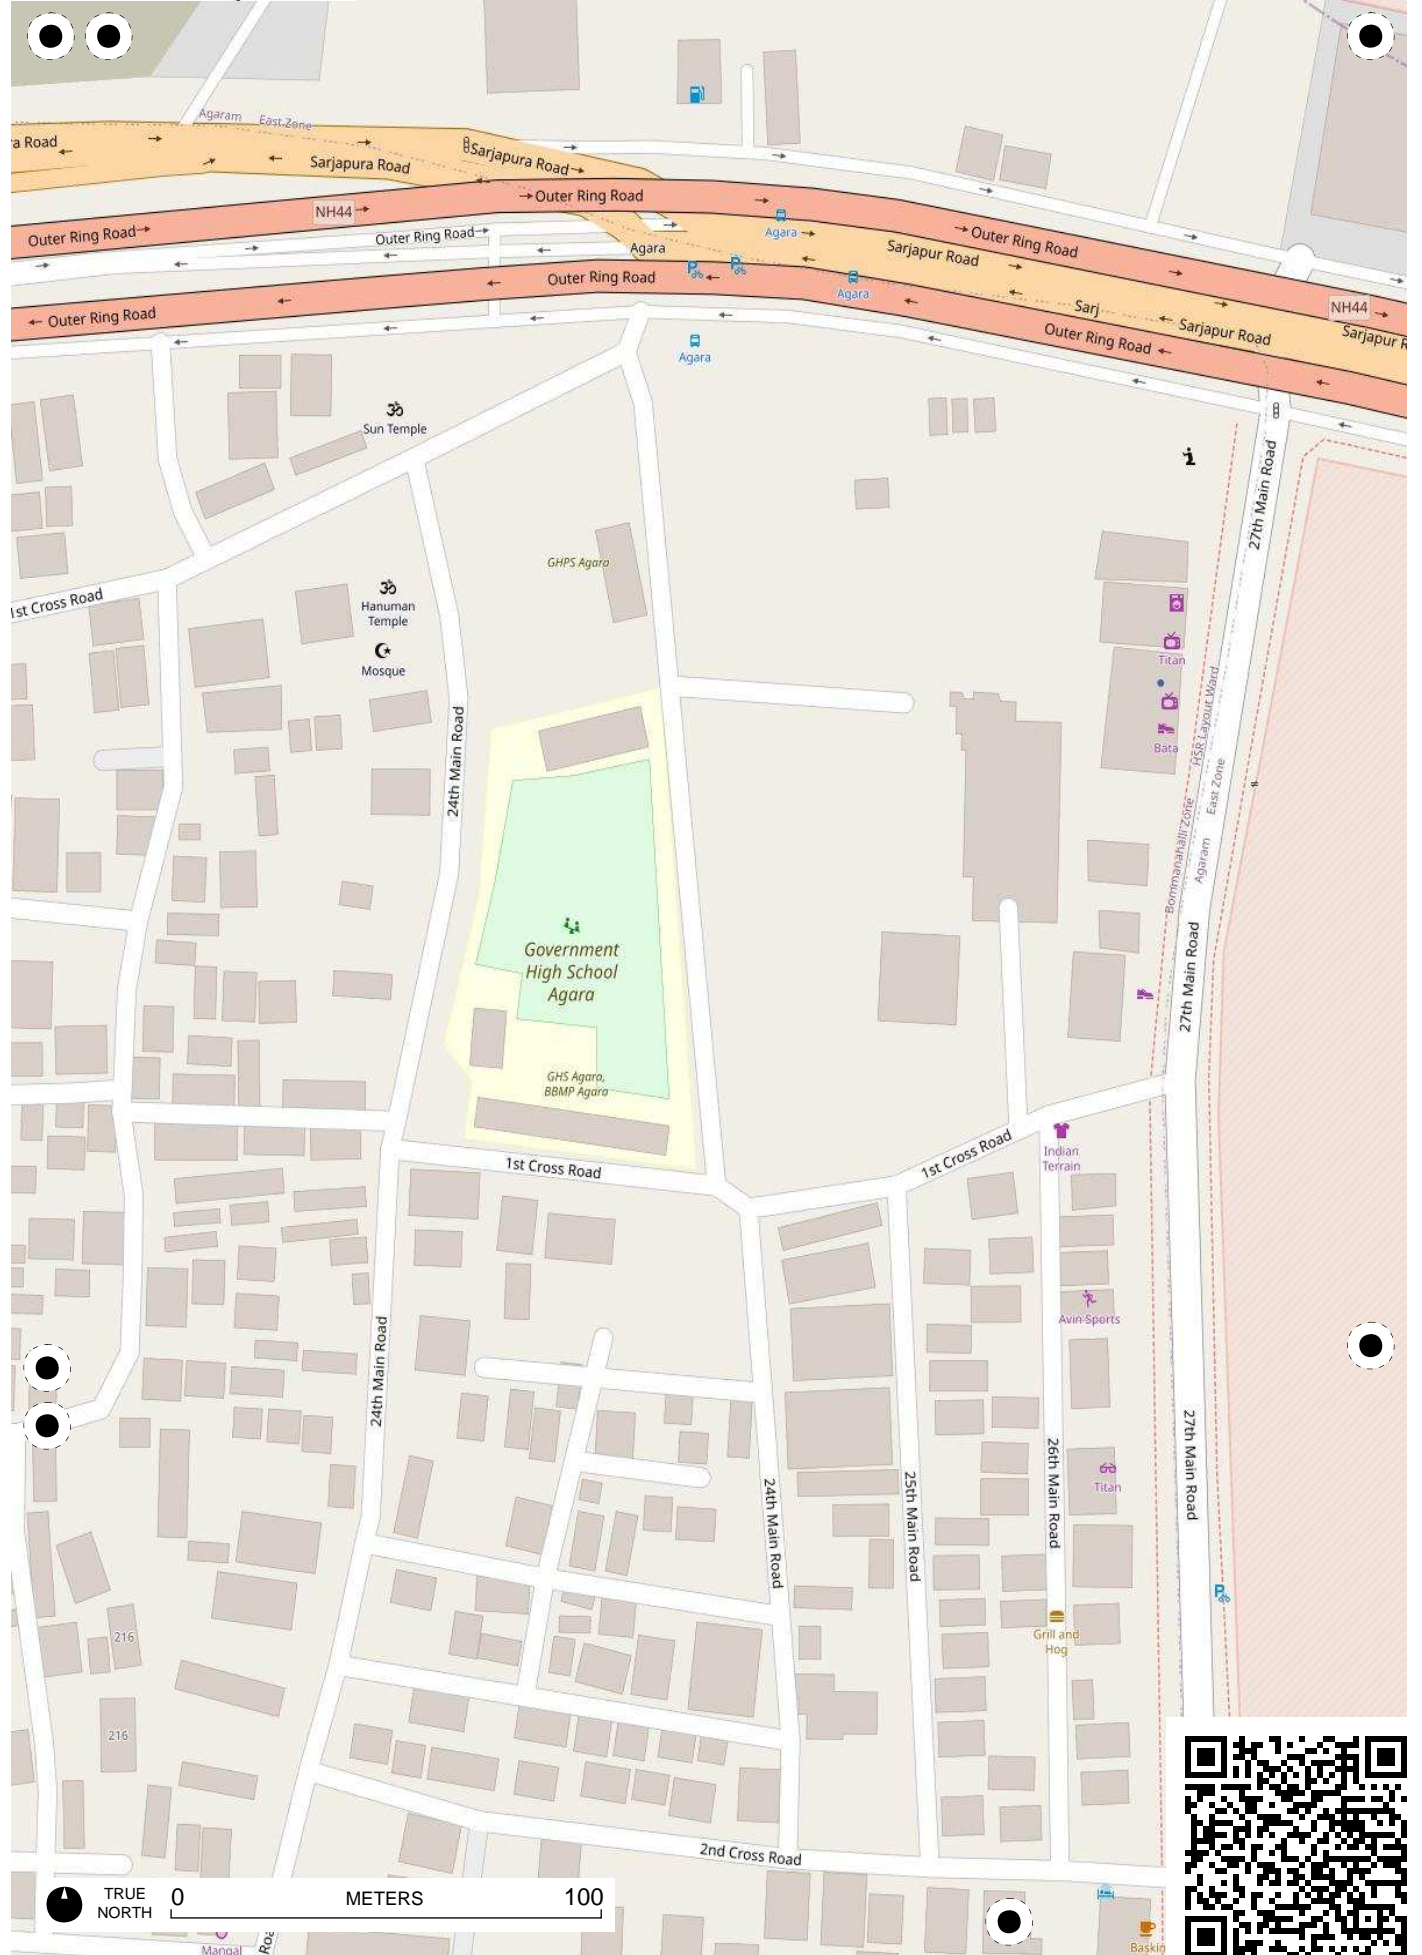 Agaram East Zone
a Road
Sarjapura Road
Sarjapura Road
Outer Ring Road
NH44
Outer Ring Road
Outer Ring Road
Agara
Agara
Outer Ring Road
Sarjapura Road
Outer Ring Road
Agara
Outer Ring Road
Sarj
NH44
Sarjapur Road
Sarjapur R
Outer Ring Road
Agara
Sun Temple
27th Main Road
GHPS Agara
1st Cross Road
Hanuman
Temple
Mosque
Titan
24th Main Road
Bata
HSR Layout Ward
Bommanahalli Zone
East Zone
Agaram
Government
High School
Agara
27th Main Road
GHS Agara,
BBMP Agara
1st Cross Road
1st Cross Road
Indian
Terrain
Avin Sports
24th Main Road
24th Main Road
25th Main Road
26th Main Road
27th Main Road
Titan
216
Grill and
Hog
216
2nd Cross Road
TRUE
NORTH
0
METERS
100
Mangal
Roa
Baskin